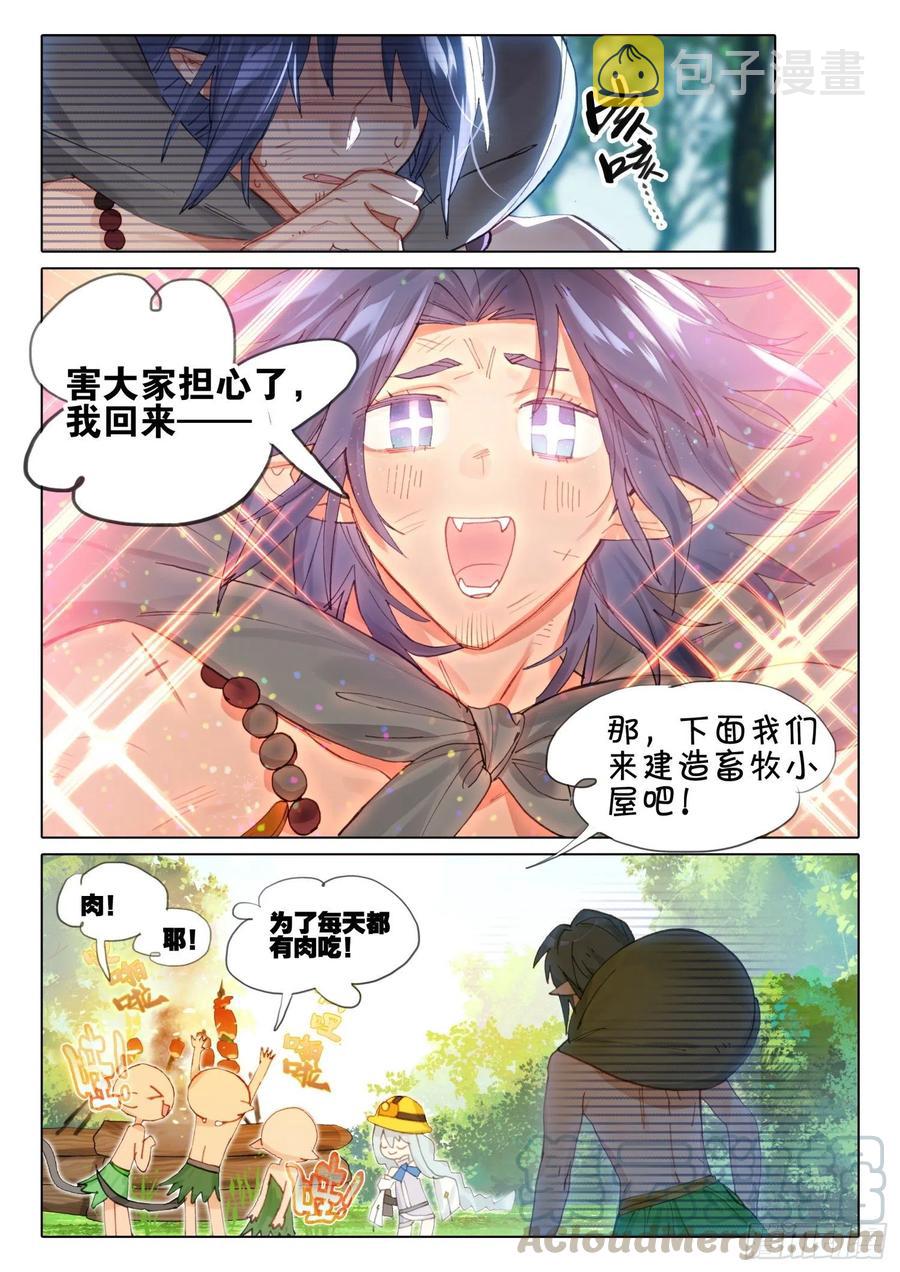 包子漫畫
咳咳……
害大家担心了，
我回来——
那，下面我们
来建造畜牧小
屋吧！
肉！
耶！
为了每天都
有肉吃！
AcloudMerge.com